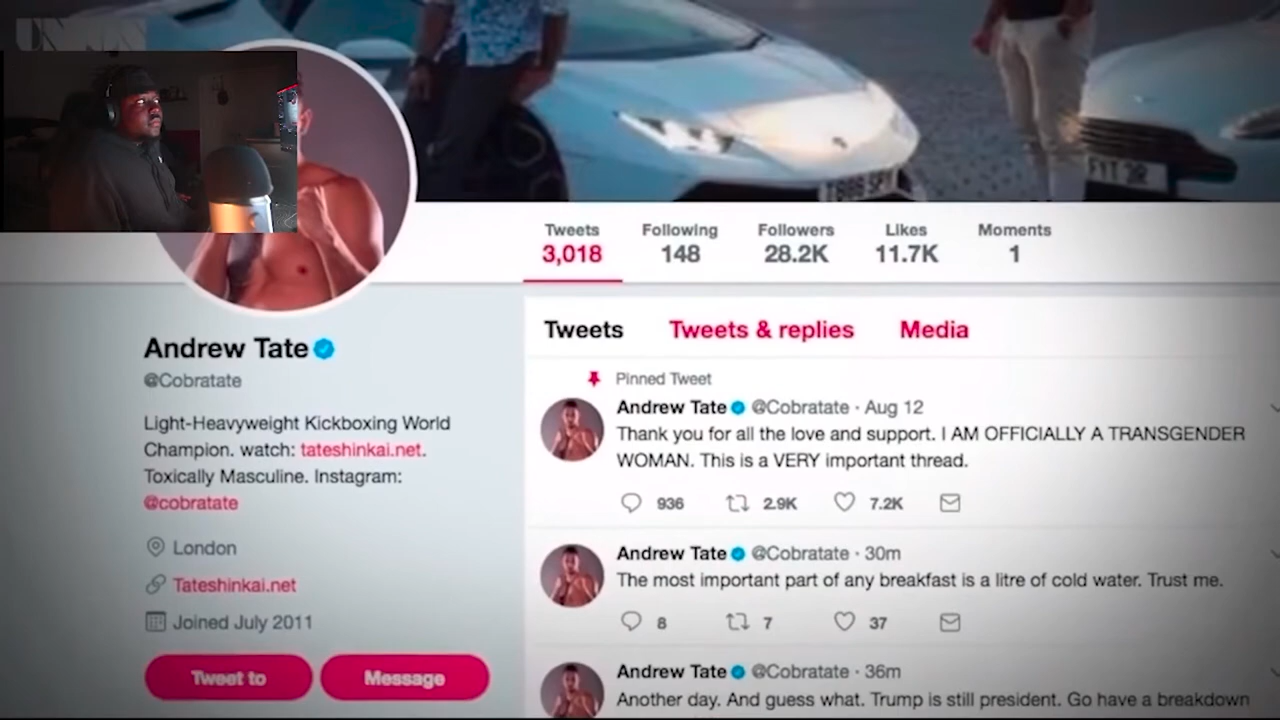 Tweets Following Followers Likes Moments
3,018 148 28.2K 11.7K 1
Andrew Tate
@Cobratate
Light-Heavyweight Kickboxing World
Champion. watch: tateshinkai.net.
Toxically Masculine. Instagram:
@cobratate
London
Tateshinkai.net
Joined July 2011
Tweet to Message
Tweets Tweets & replies Media
Pinned Tweet
Andrew Tate @Cobratate · Aug 12
Thank you for all the love and support. I AM OFFICIALLY A TRANSGENDER
WOMAN. This is a VERY important thread.
936 2.9K 7.2K
Andrew Tate @Cobratate · 30m
The most important part of any breakfast is a litre of cold water. Trust me.
8 7 37
Andrew Tate @Cobratate · 36m
Another day. And guess what. Trump is still president. Go have a breakdown